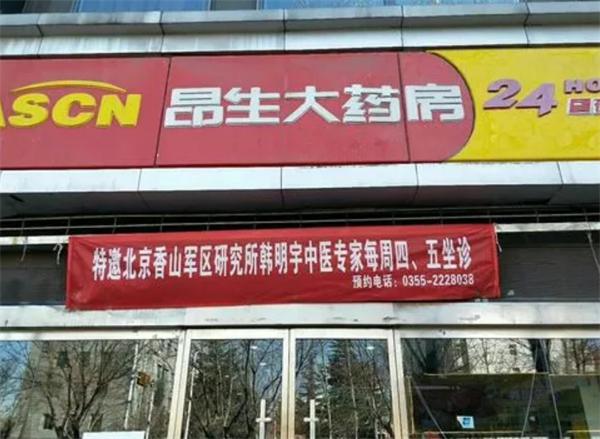 ASCN 昂生大药房 24 HO
特邀北京香山军区研究所韩明宇中医专家每周四、五坐诊
预约电话：0355-2228038